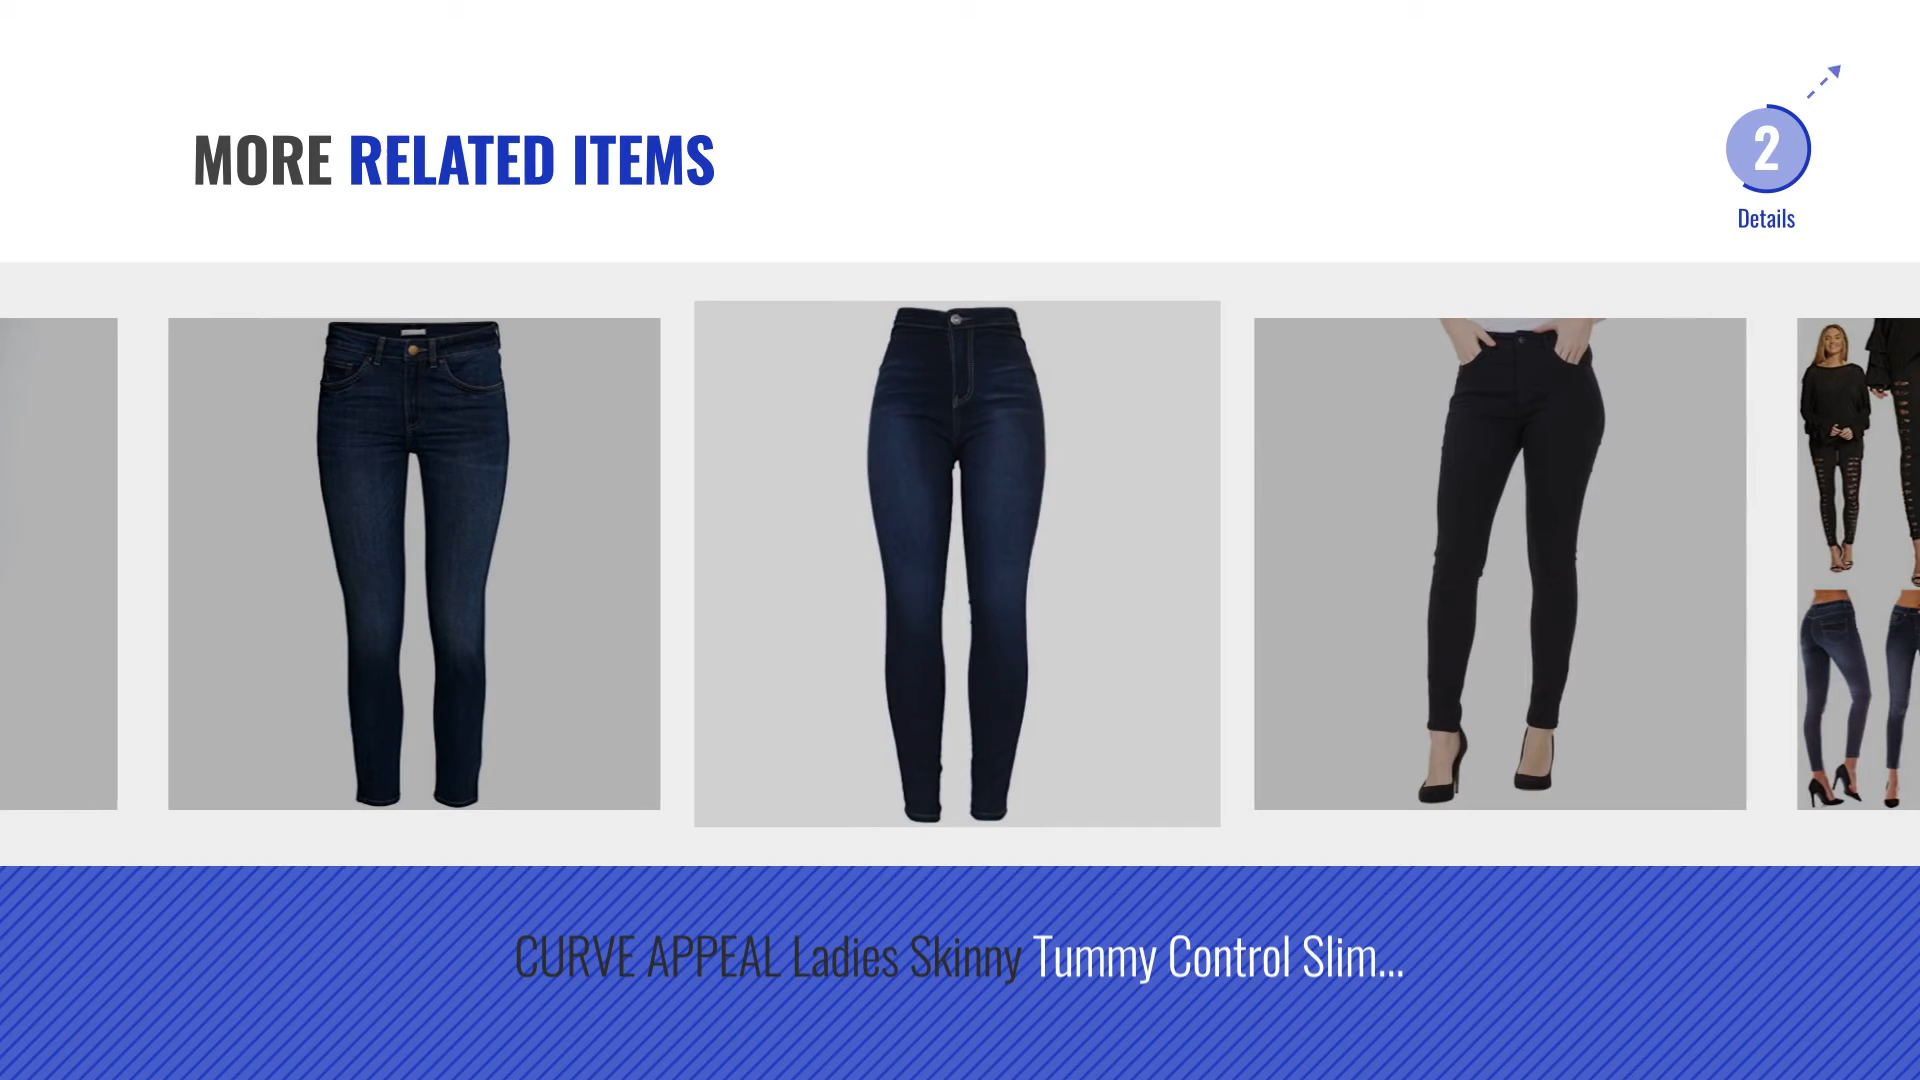 MORE RELATED ITEMS
2
Details
CURVE APPEAL Ladies Skinny Tummy Control Slim...